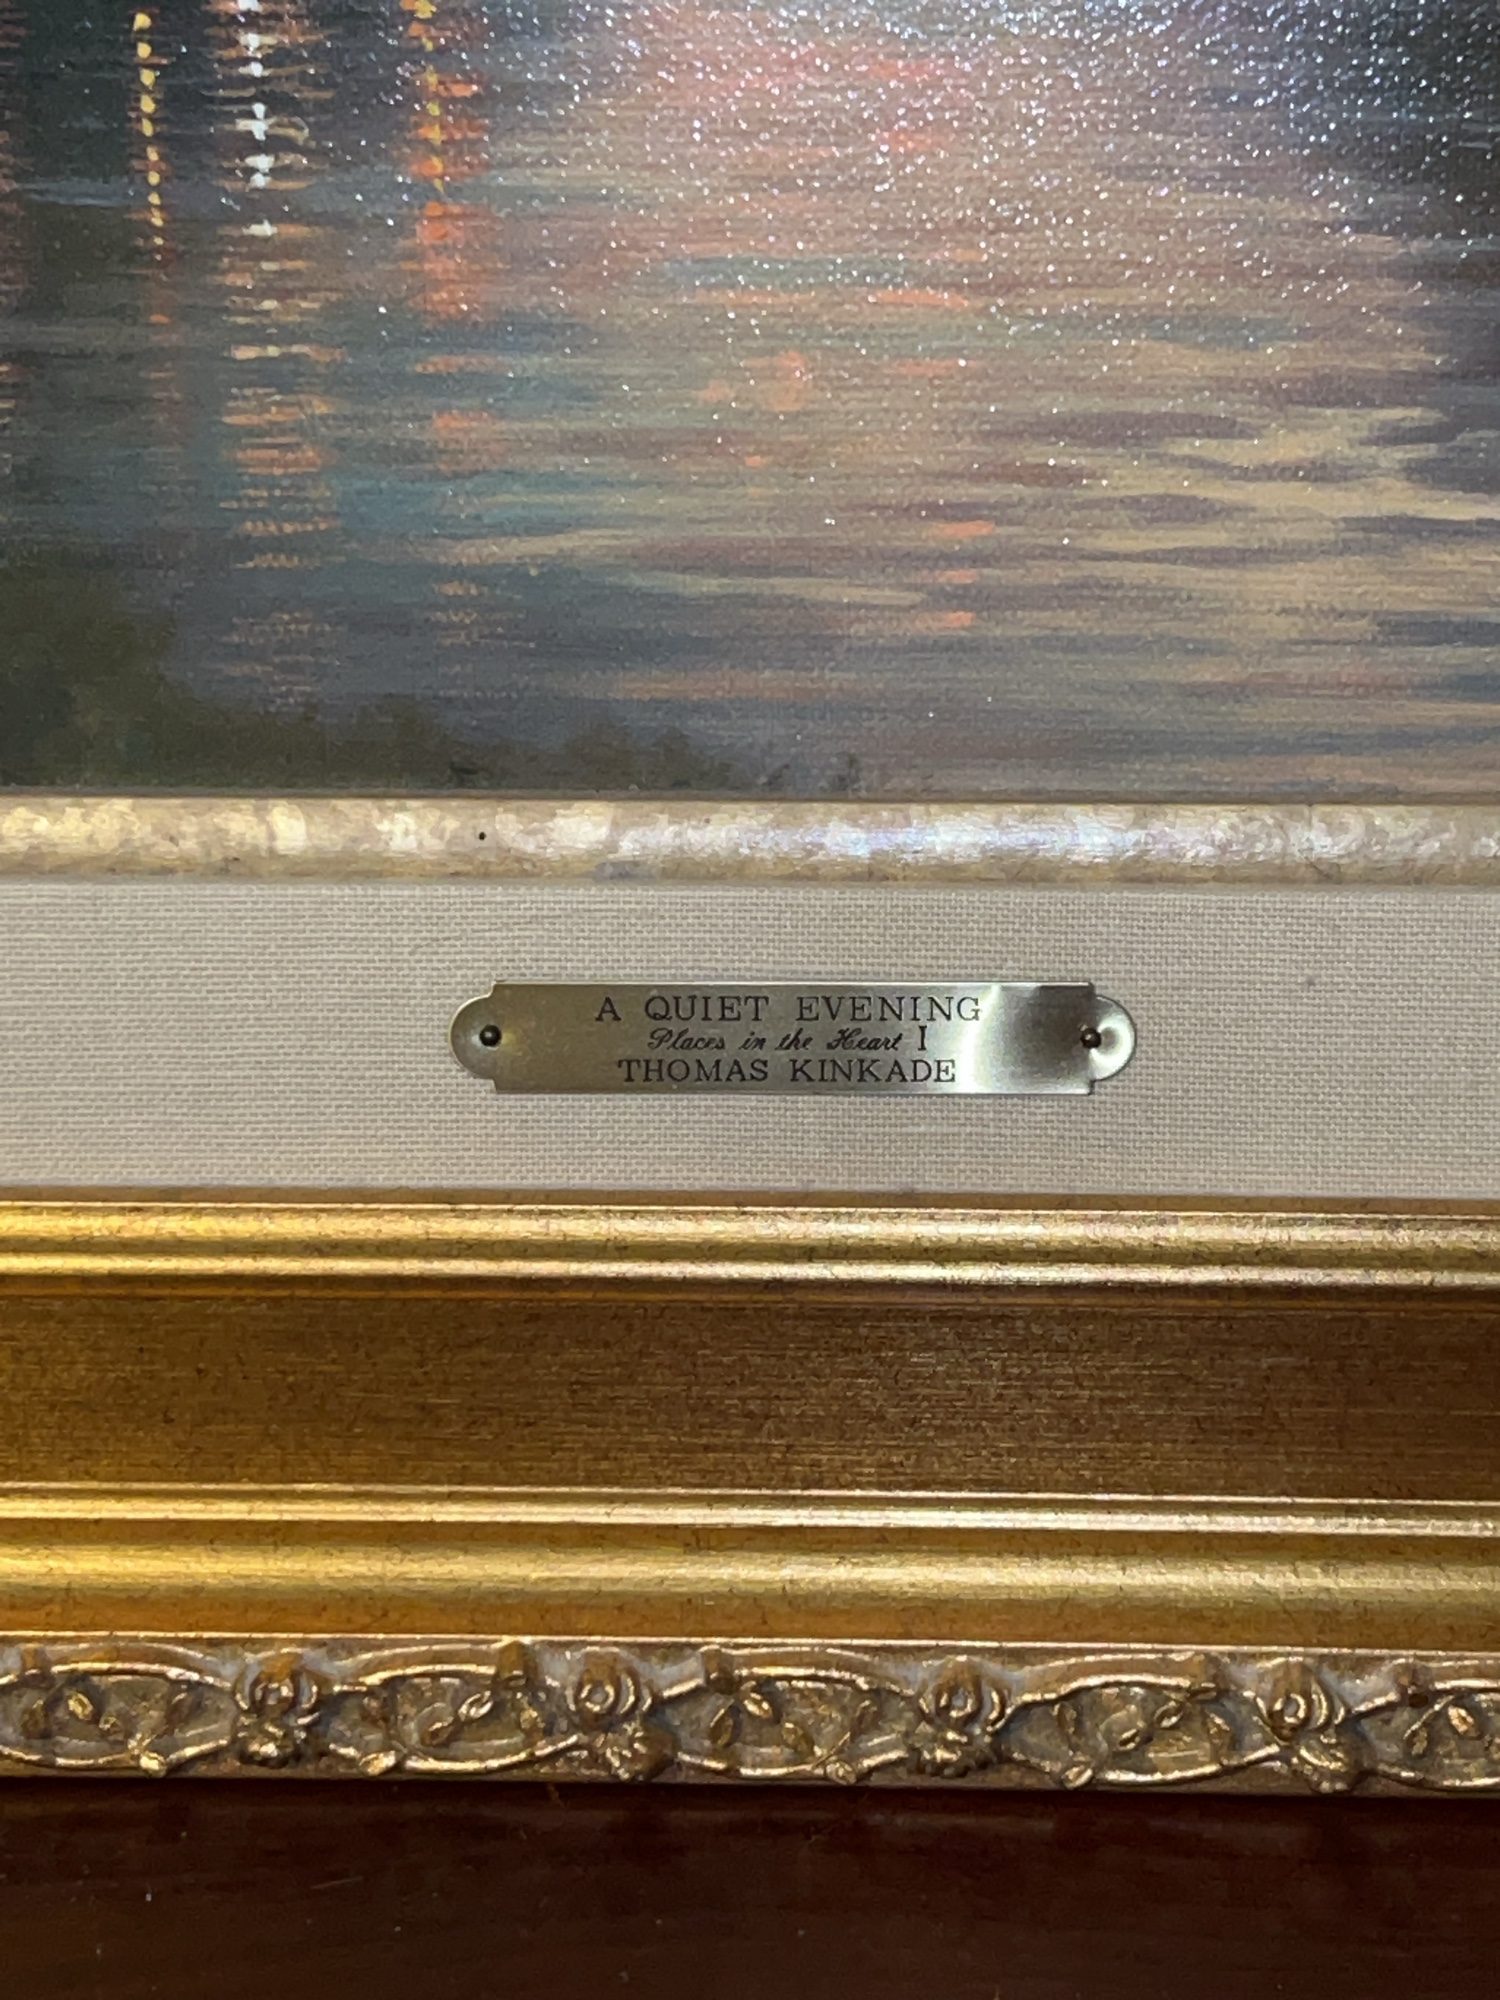 A QUIET EVENING
Places in the Heart I
THOMAS KINKADE